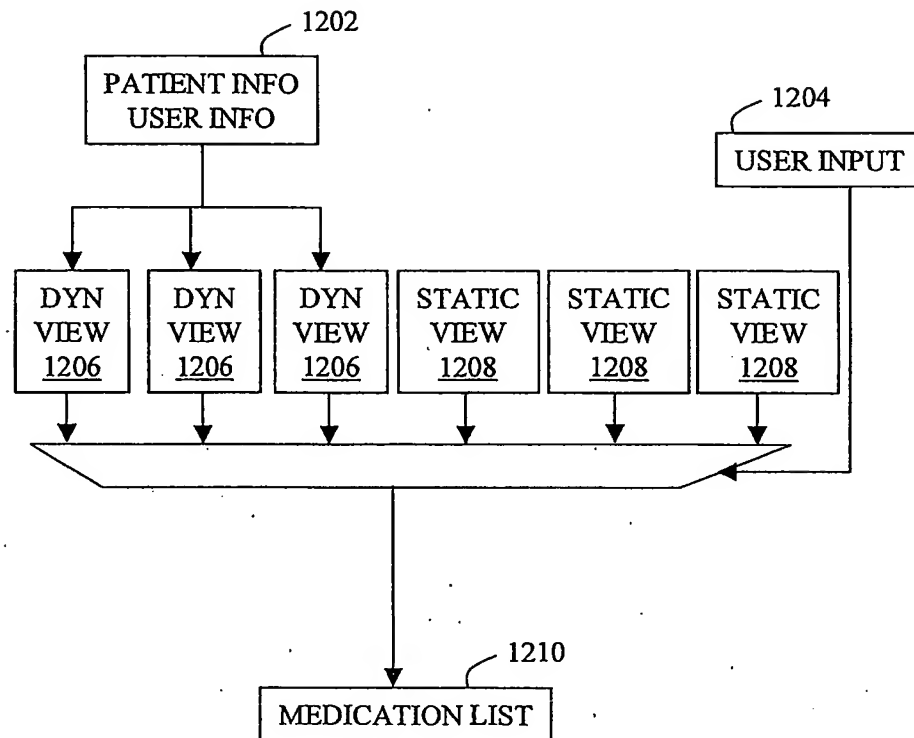 1202
PATIENT INFO
USER INFO
1204
USER INPUT
DYN
VIEW
1206
DYN
VIEW
1206
DYN
VIEW
1206
STATIC
VIEW
1208
STATIC
VIEW
1208
STATIC
VIEW
1208
1210
MEDICATION LIST